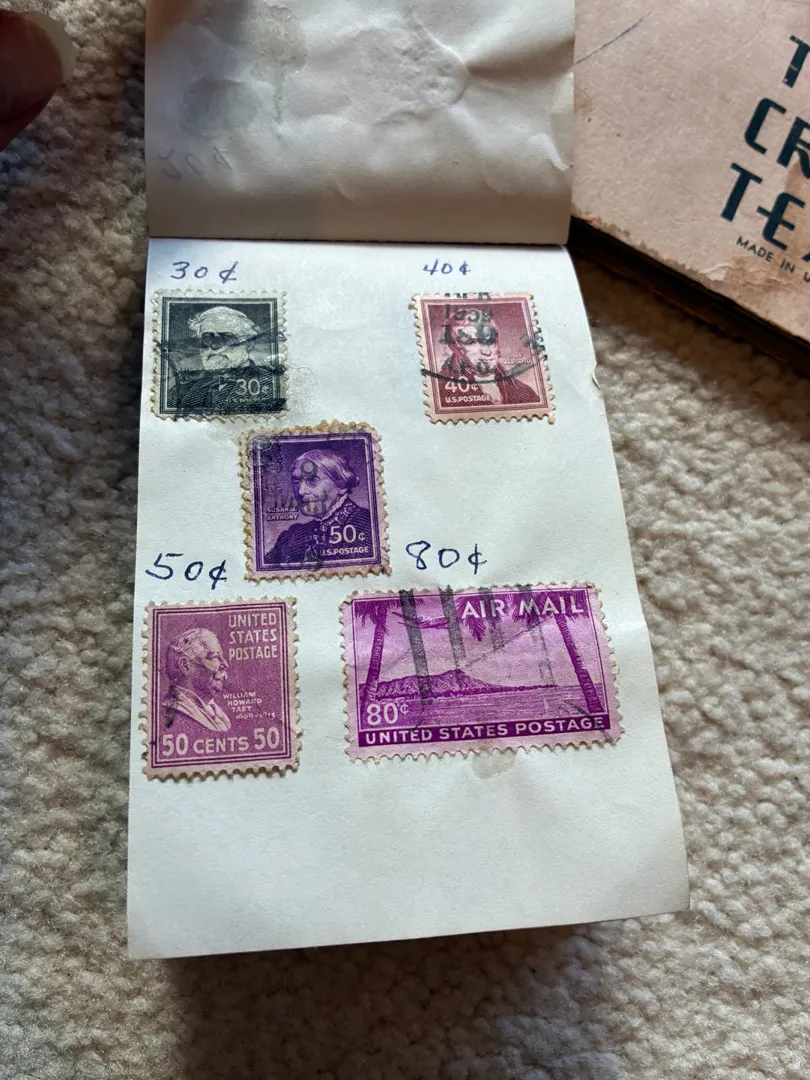 T
CR
TEA
MADE IN U
30¢
40¢
30¢
U.S. POSTAGE
40¢
U.S. POSTAGE
SUSAN B.
ANTHONY
50¢
U.S. POSTAGE
50¢
80¢
UNITED
STATES
POSTAGE
WILLIAM
HOWARD
TAFT
50 CENTS 50
AIR MAIL
80¢
UNITED STATES POSTAGE